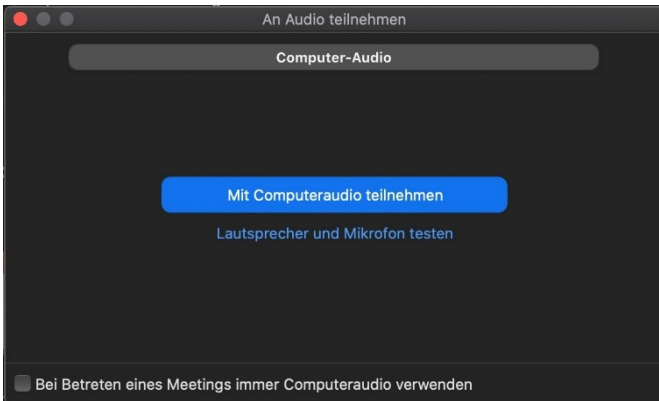 An Audio teilnehmen
Computer-Audio
Mit Computeraudio teilnehmen
Lautsprecher und Mikrofon testen
Bei Betreten eines Meetings immer Computeraudio verwenden